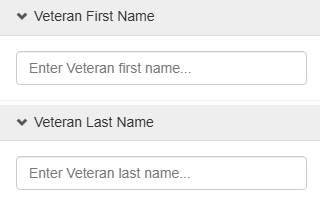 Veteran First Name
Enter Veteran first name...
Veteran Last Name
Enter Veteran last name...